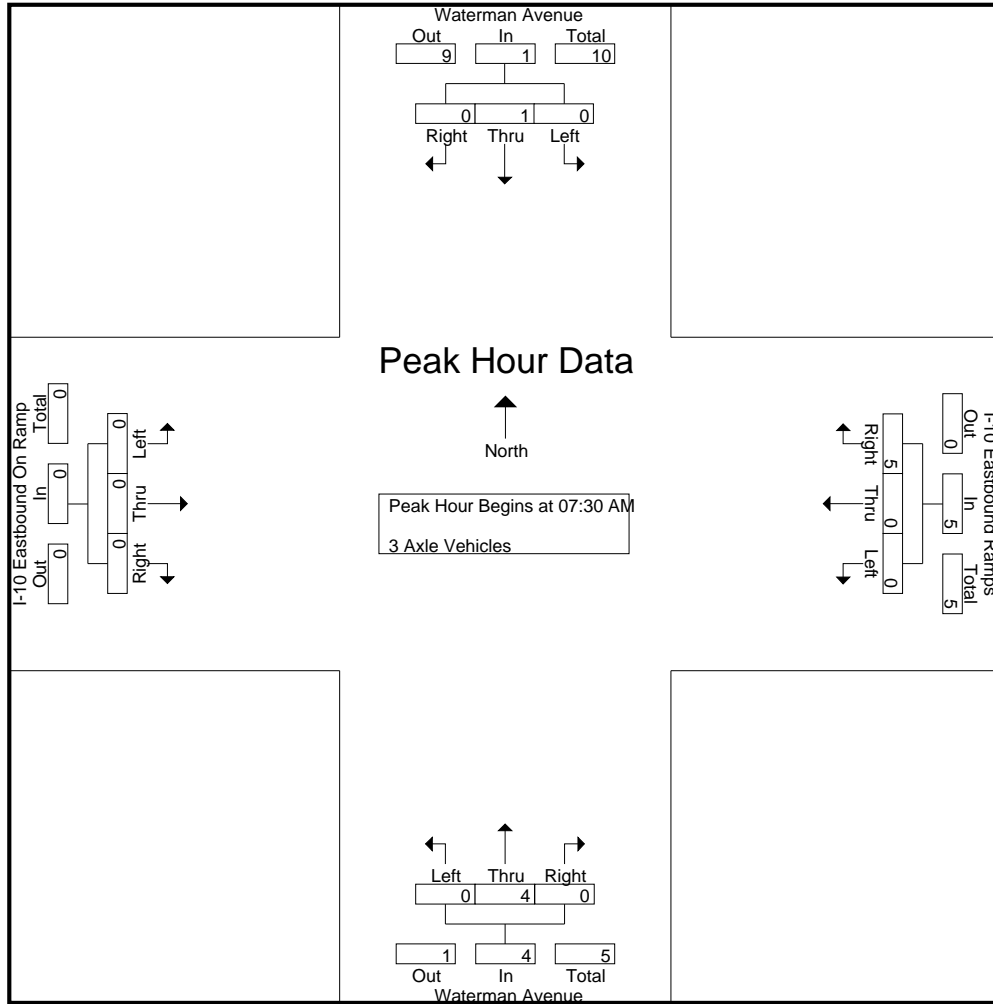 Waterman Avenue
Out In Total
9 1 10
0 1 0
Right Thru Left
Peak Hour Data
North
Peak Hour Begins at 07:30 AM
3 Axle Vehicles
I-10 Eastbound On Ramp
Out In Total
0 0 0
0 0 0
Right Thru Left
I-10 Eastbound Ramps
Out In Total
0 5 5
5 0 0
Right Thru Left
Left Thru Right
0 4 0
1 4 5
Out In Total
Waterman Avenue